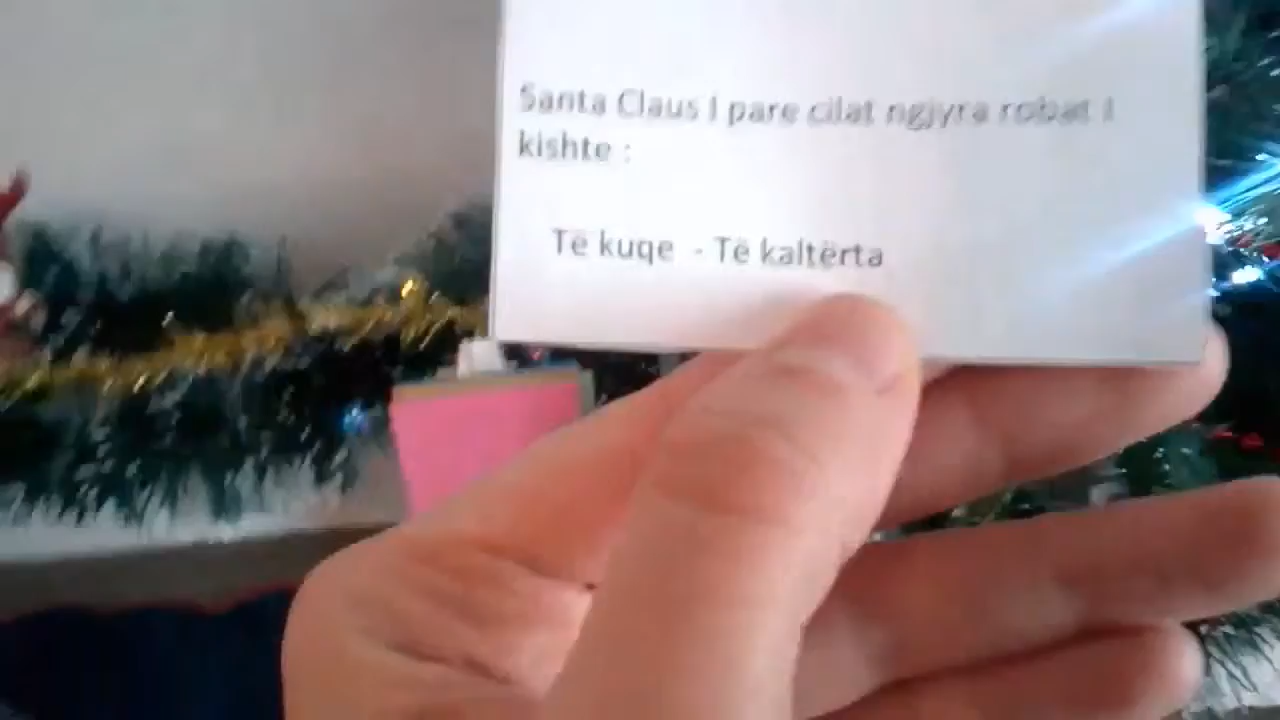 Santa Claus I pare cilat ngjyra robat I
kishte :
Të kuqe - Të kaltërta